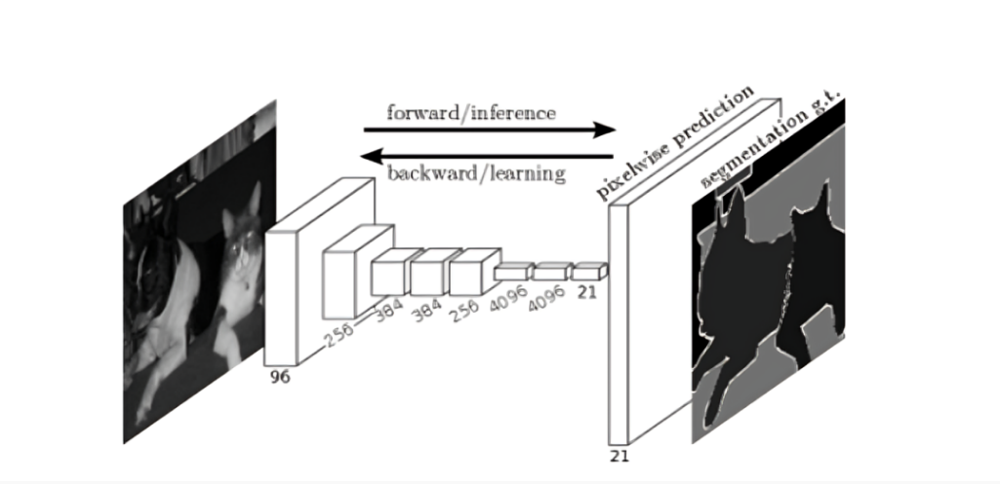 forward/inference
backward/learning
pixelwise prediction
segmentation g.t.
96
256
384
384
256
4096
4096
21
21